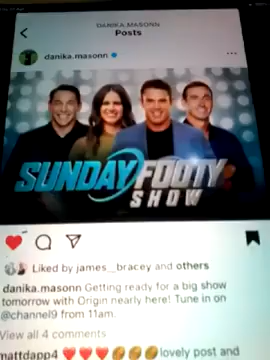 DANIKA.MASONN
Posts
danika.masonn
SUNDAY FOOTY
SHOW
Liked by james__bracey and others
danika.masonn Getting ready for a big show
tomorrow with Origin nearly here! Tune in on
@channel9 from 11am.
View all 4 comments
mattdapp4 ❤️❤️❤️🏉🏉🏉lovely post and